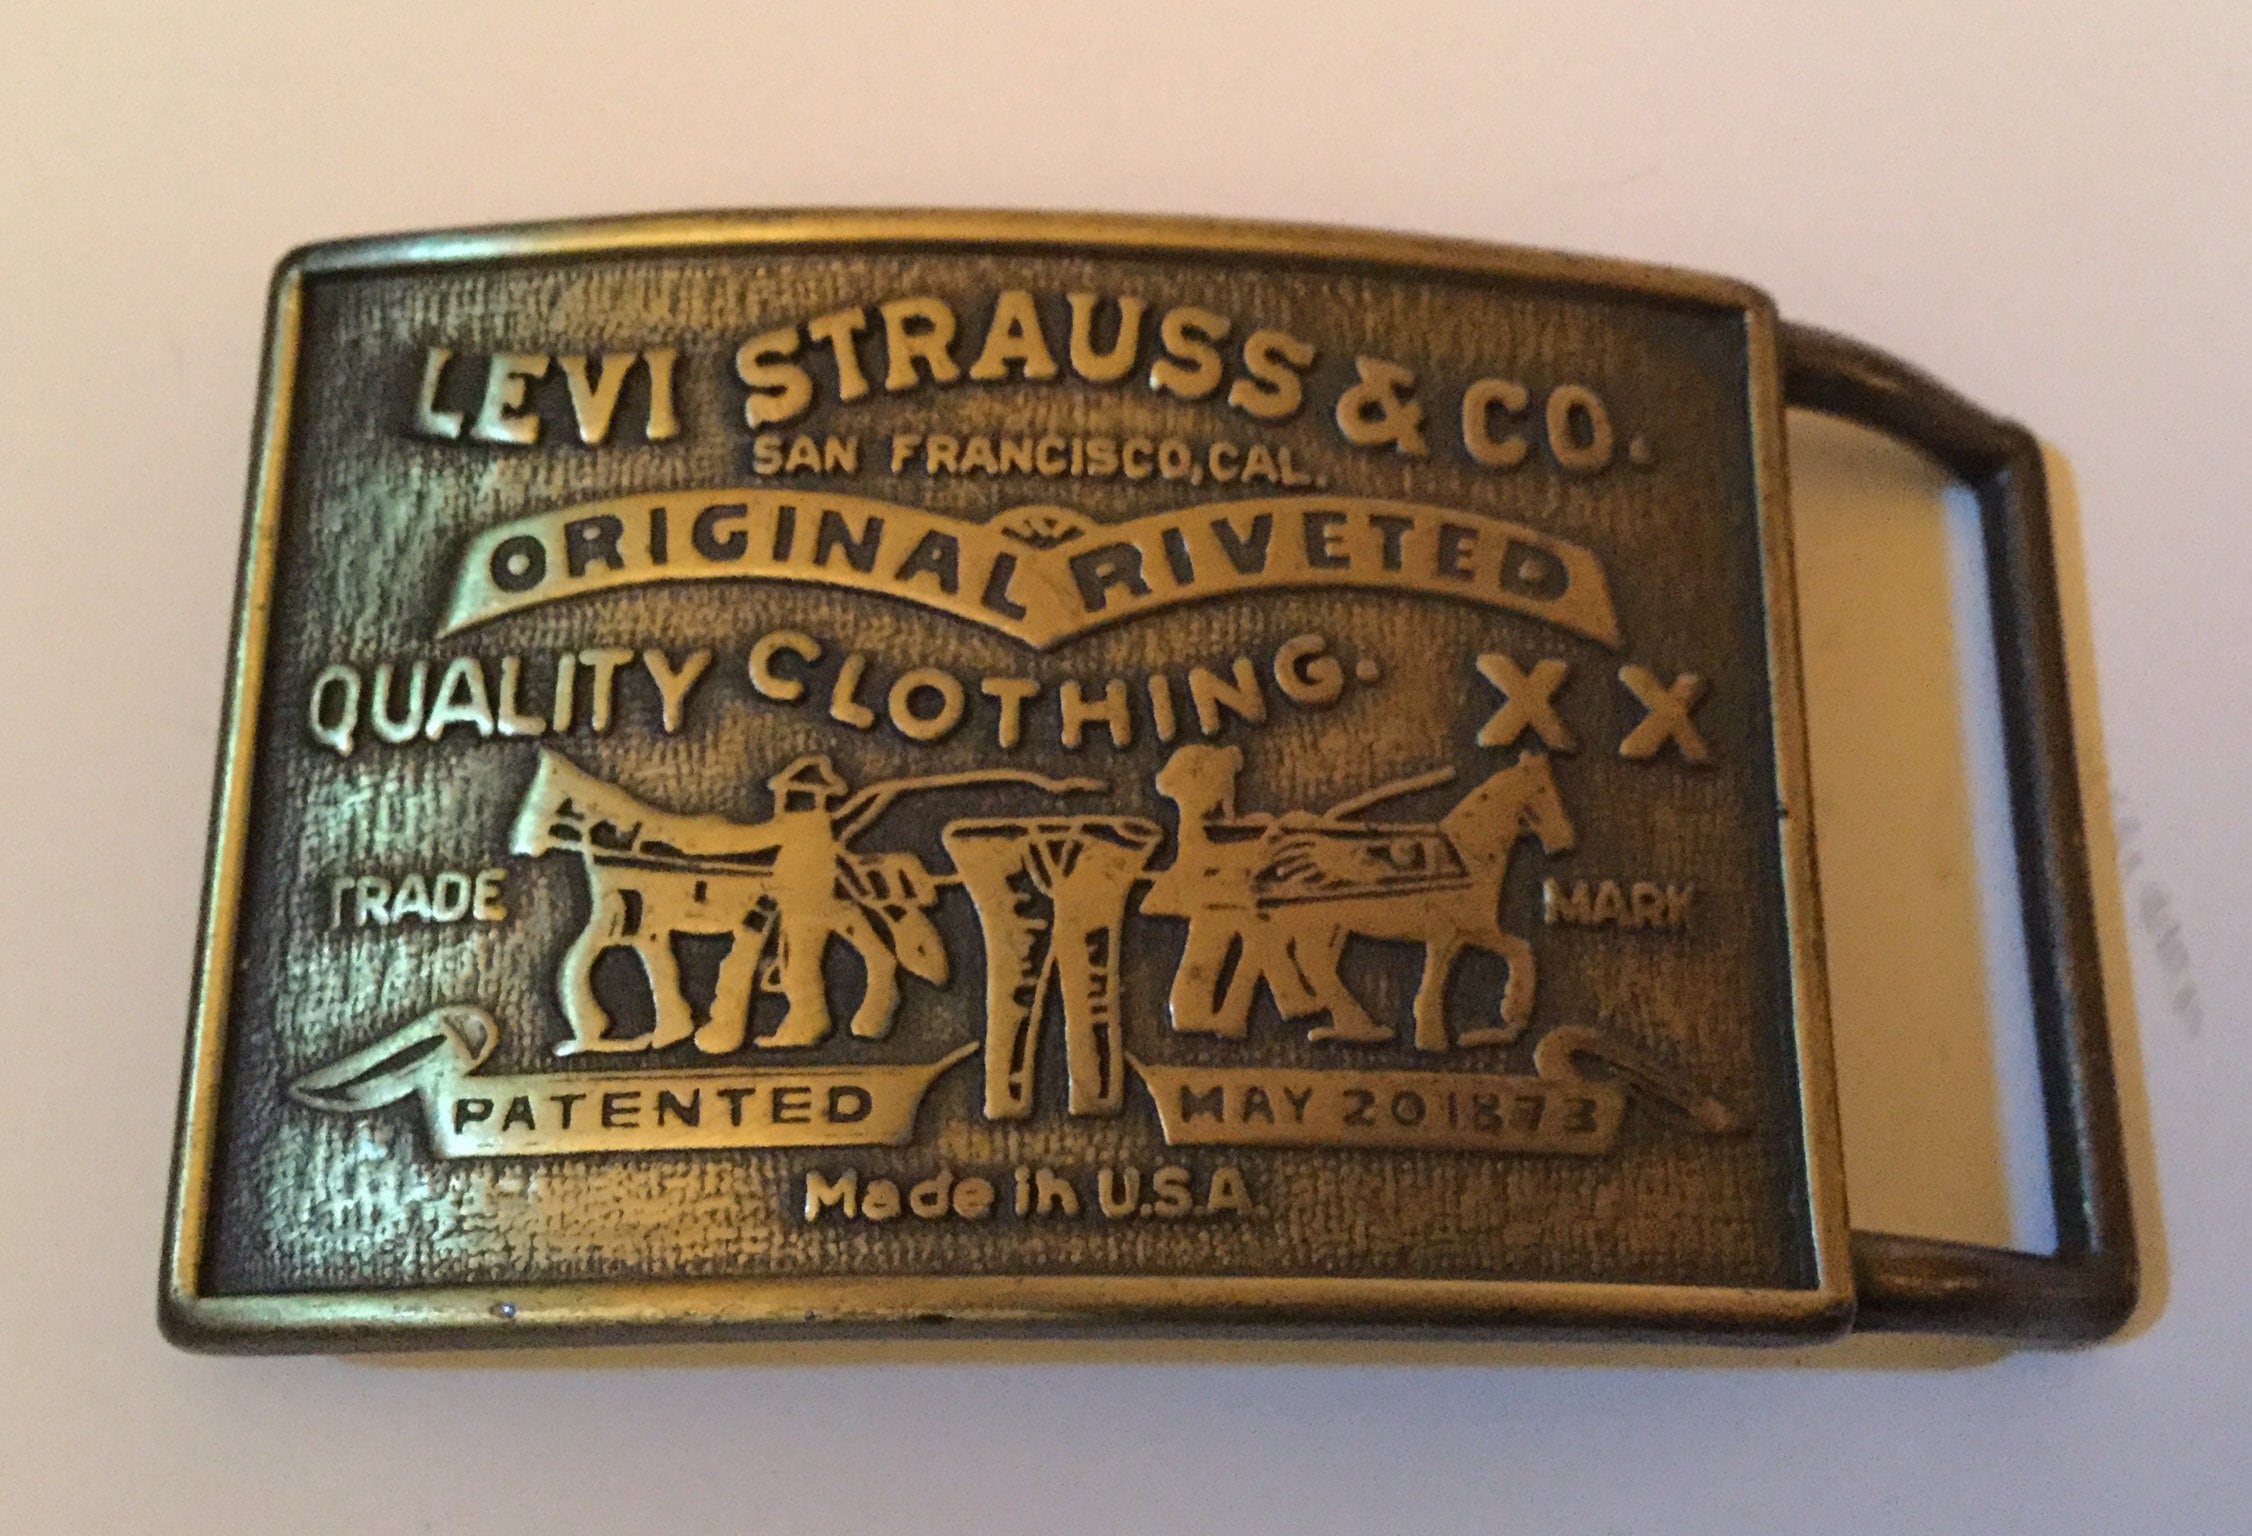 LEVI STRAUSS & CO.
SAN FRANCISCO, CAL.
ORIGINAL RIVETED
QUALITY CLOTHING. XX
TRADE MARK
PATENTED MAY 20 1873
Made in U.S.A.